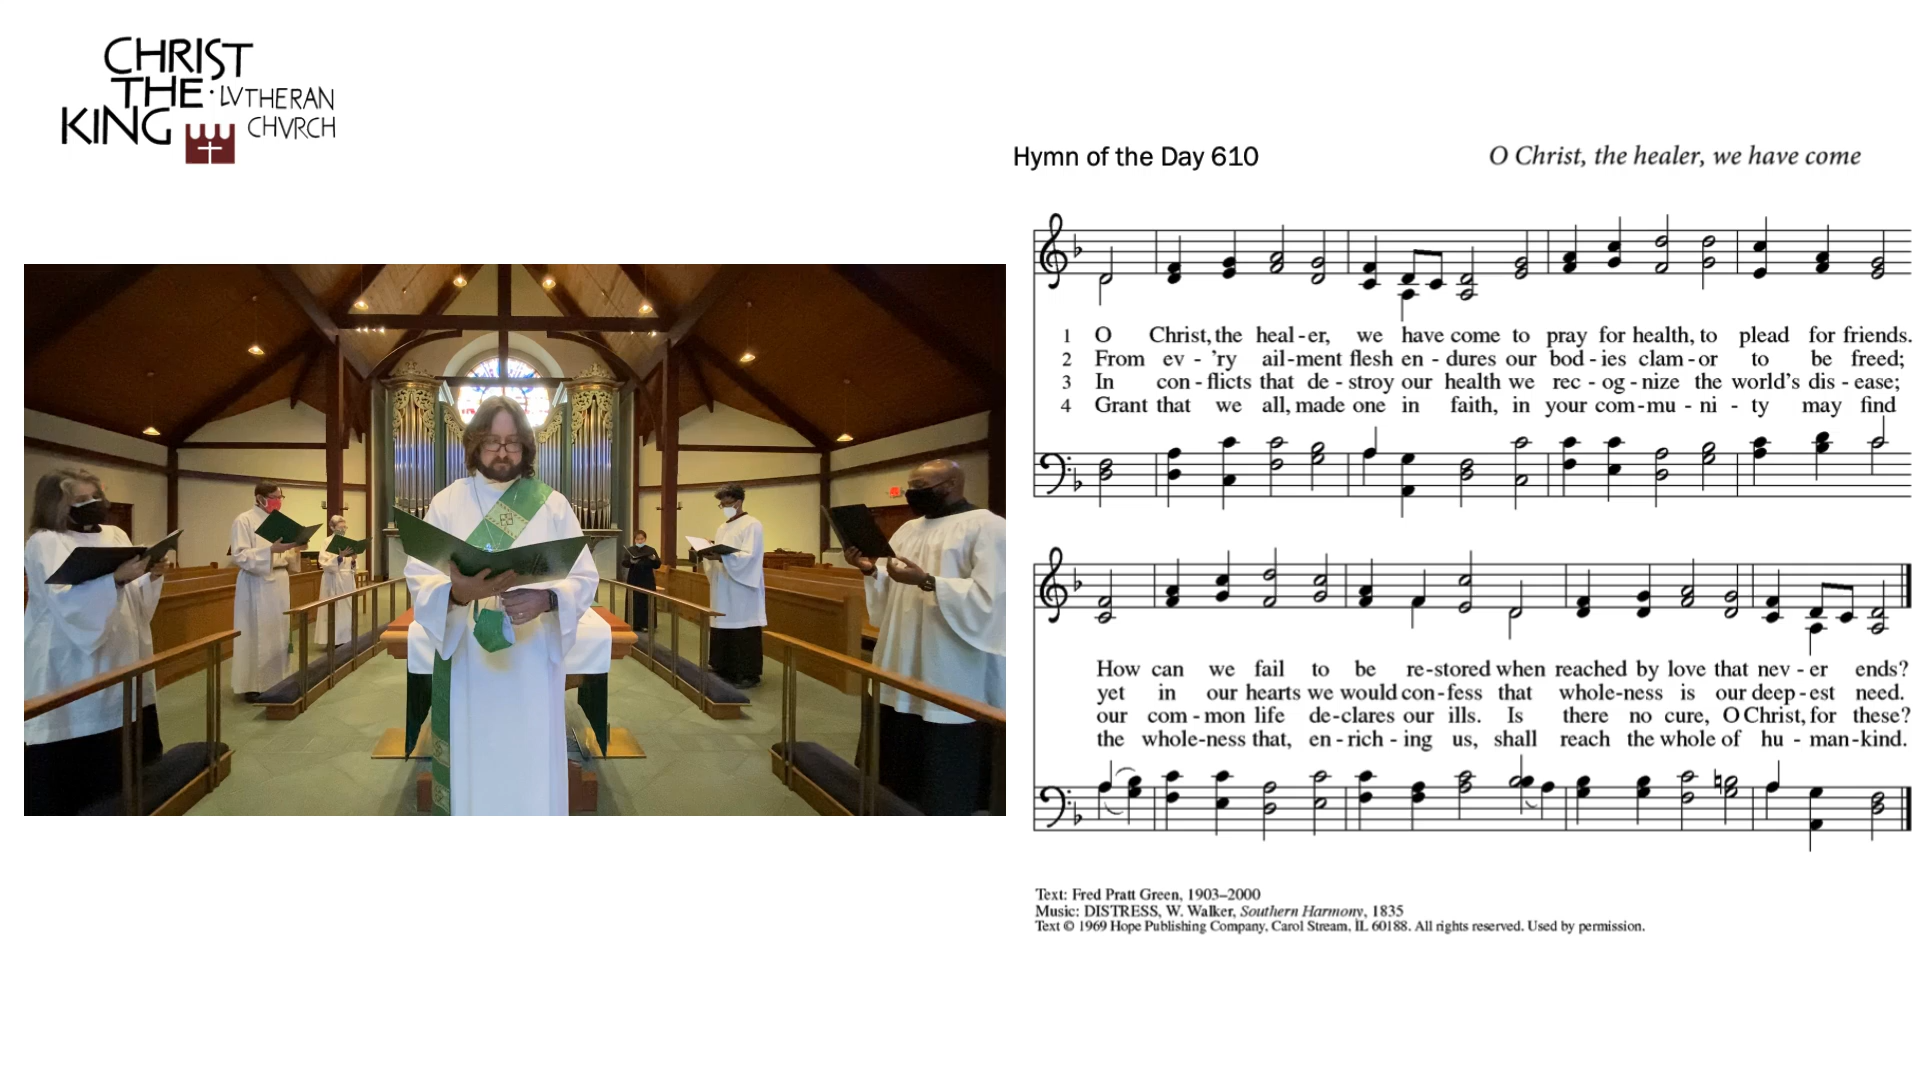 CHRIST
THE · LVTHERAN
KING CHVRCH
Hymn of the Day 610
O Christ, the healer, we have come
1 O Christ, the heal - er, we have come to pray for health, to plead for friends.
2 From ev - 'ry ail - ment flesh en - dures our bod - ies clam - or to be freed;
3 In con - flicts that de - stroy our health we rec - og - nize the world's dis - ease;
4 Grant that we all, made one in faith, in your com - mu - ni - ty may find
How can we fail to be re - stored when reached by love that nev - er ends?
yet in our hearts we would con - fess that whole - ness is our deep - est need.
our com - mon life de - clares our ills. Is there no cure, O Christ, for these?
the whole - ness that, en - rich - ing us, shall reach the whole of hu - man - kind.
Text: Fred Pratt Green, 1903–2000
Music: DISTRESS, W. Walker, Southern Harmony, 1835
Text © 1969 Hope Publishing Company, Carol Stream, IL 60188. All rights reserved. Used by permission.